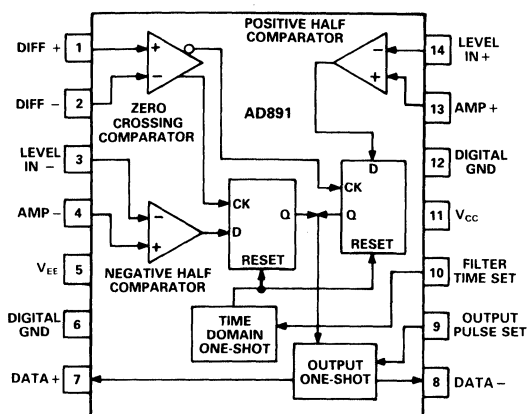 POSITIVE HALF
COMPARATOR
DIFF +
1
+
−
DIFF −
2
ZERO
CROSSING
COMPARATOR
AD891
−
+
14
LEVEL
IN +
13
AMP +
LEVEL
IN −
3
12
DIGITAL
GND
D
CK
Q
RESET
AMP −
4
−
+
NEGATIVE HALF
COMPARATOR
CK
D
Q
RESET
11
VCC
VEE
5
10
FILTER
TIME SET
DIGITAL
GND
6
TIME
DOMAIN
ONE-SHOT
9
OUTPUT
PULSE SET
OUTPUT
ONE-SHOT
DATA +
7
8
DATA −